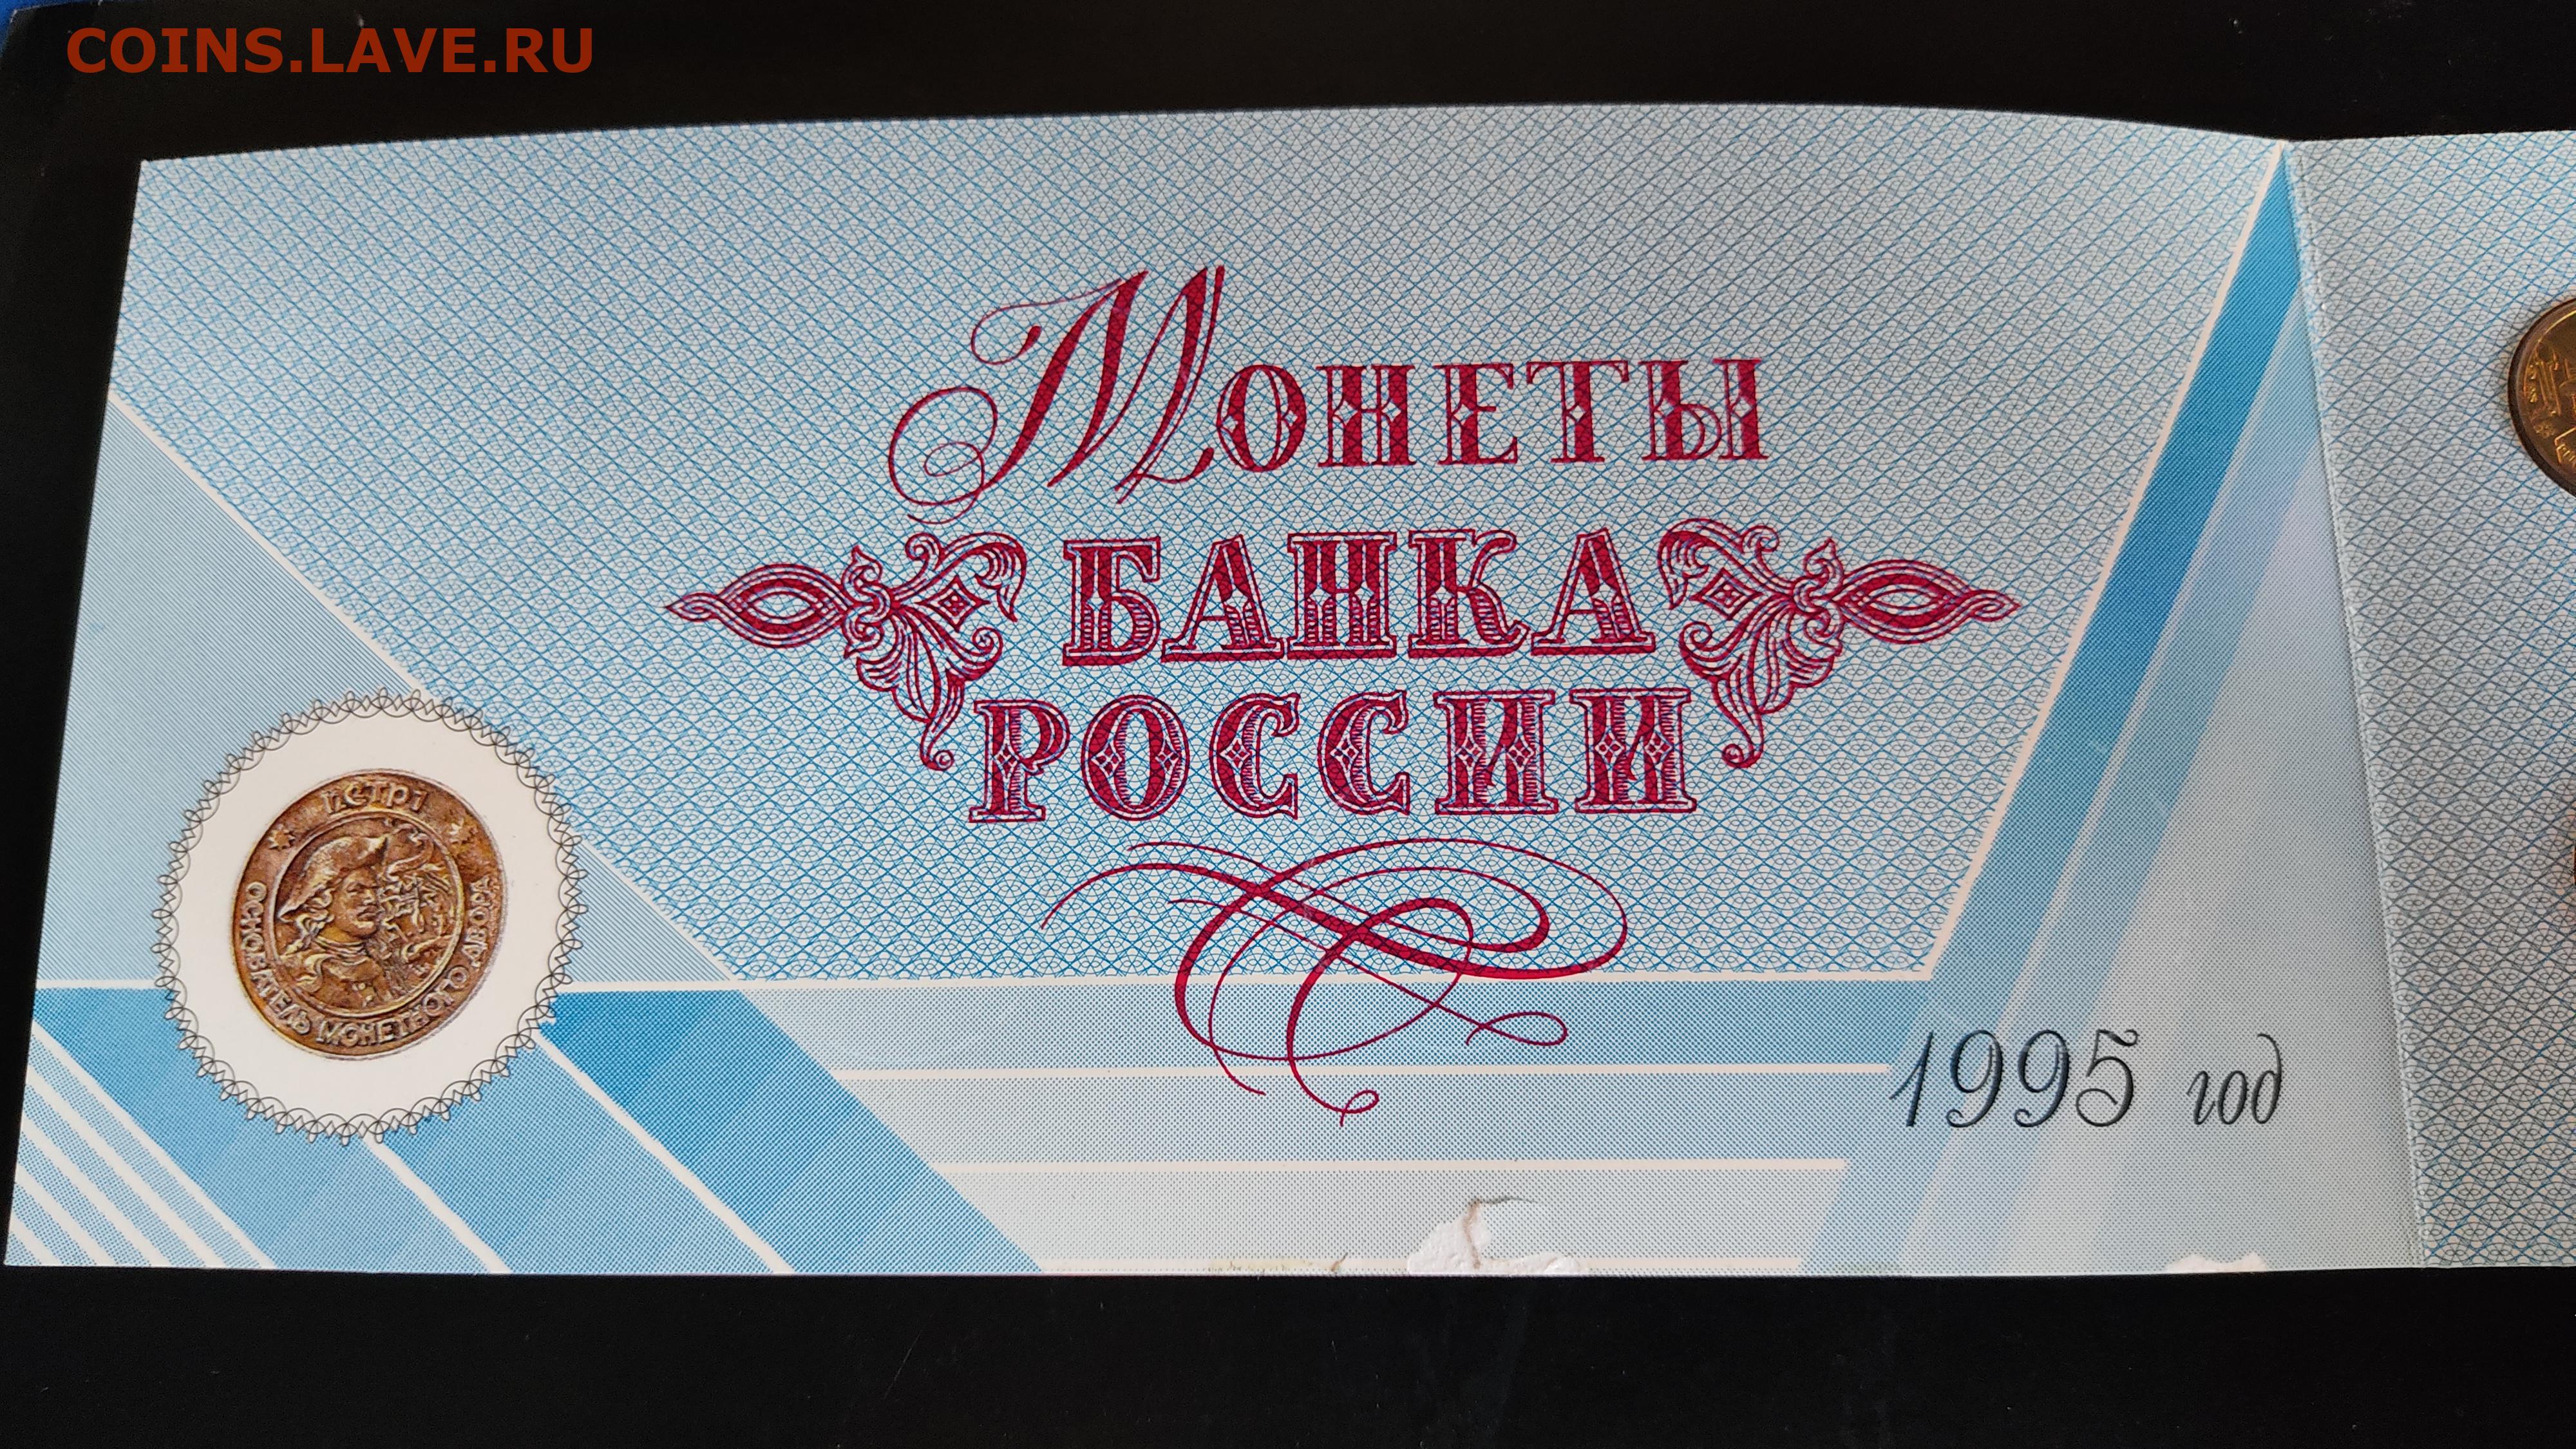 COINS.LAVE.RU
Монеты
БАНКА
РОССИИ
ПЕТР I
ОСНОВАТЕЛЬ МОНЕТНОГО ДВОРА
1995 год